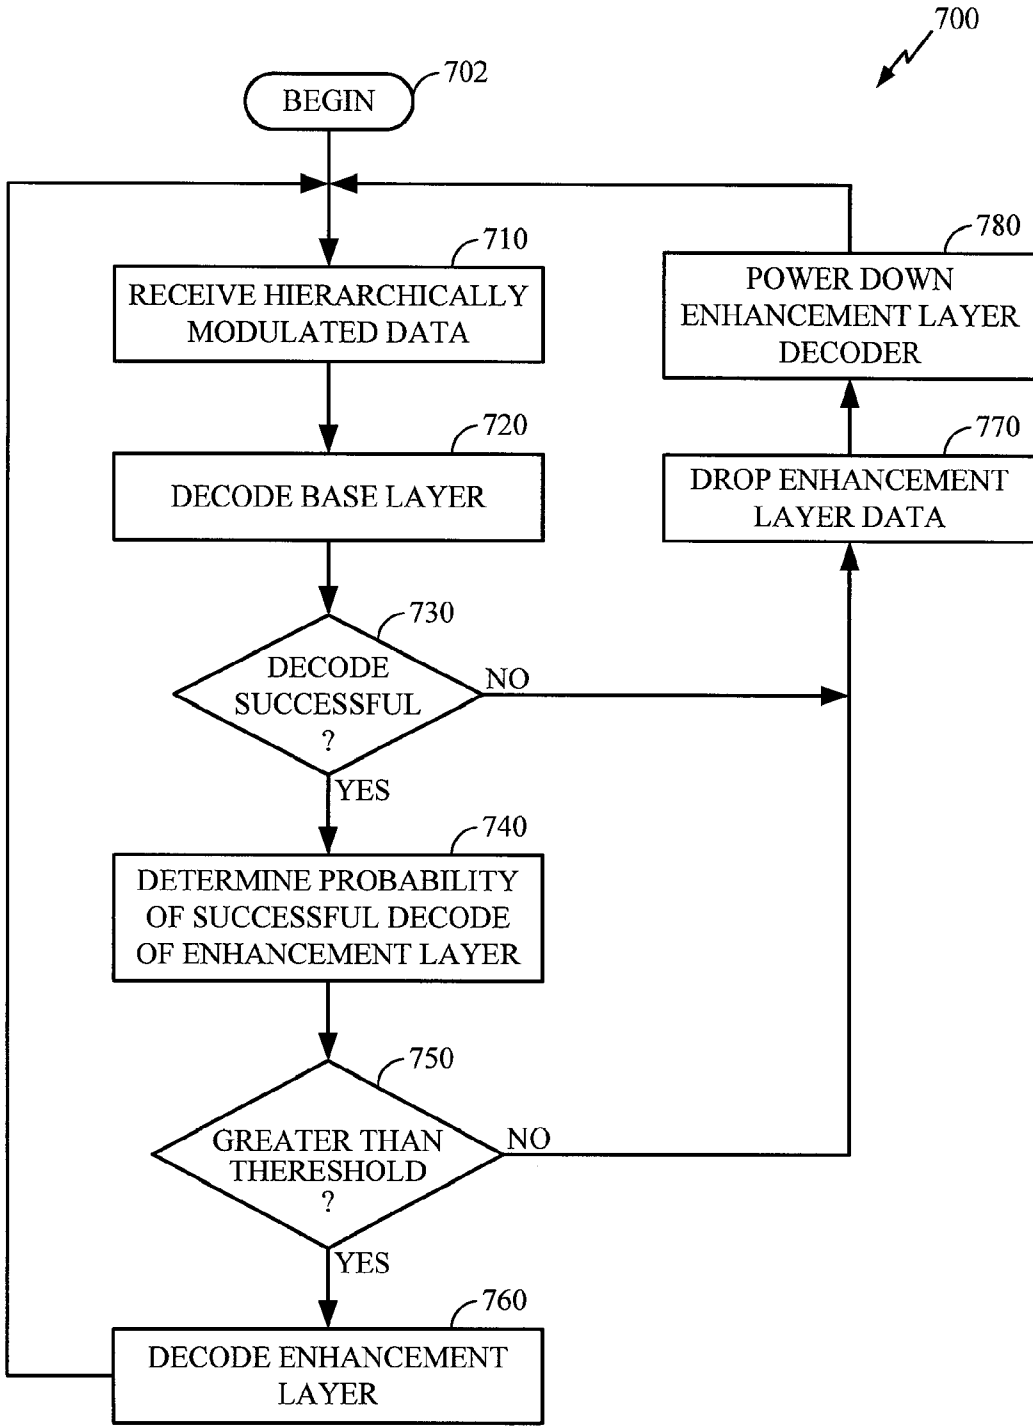 700
BEGIN
702
710
RECEIVE HIERARCHICALLY
MODULATED DATA
780
POWER DOWN
ENHANCEMENT LAYER
DECODER
720
DECODE BASE LAYER
770
DROP ENHANCEMENT
LAYER DATA
730
DECODE
SUCCESSFUL
?
NO
YES
740
DETERMINE PROBABILITY
OF SUCCESSFUL DECODE
OF ENHANCEMENT LAYER
750
GREATER THAN
THERESHOLD
?
NO
YES
760
DECODE ENHANCEMENT
LAYER